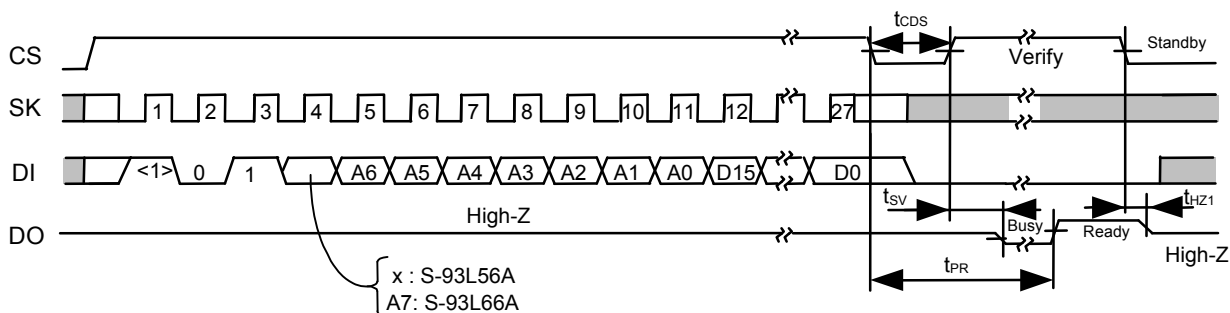 CS
tCDS
Verify
Standby
SK
1 2 3 4 5 6 7 8 9 10 11 12 27
DI
<1> 0 1 A6 A5 A4 A3 A2 A1 A0 D15 D0
tSV
tHZ1
High-Z
Busy
Ready
DO
High-Z
tPR
x : S-93L56A
A7: S-93L66A